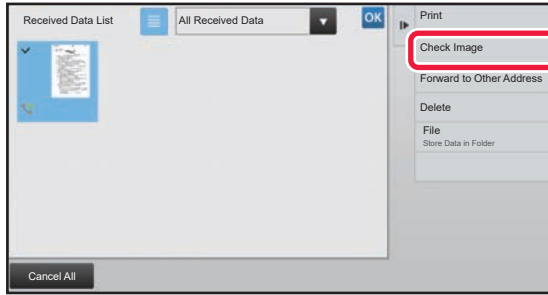 Received Data List
All Received Data
OK
Print
Check Image
Forward to Other Address
Delete
File
Store Data in Folder
Cancel All